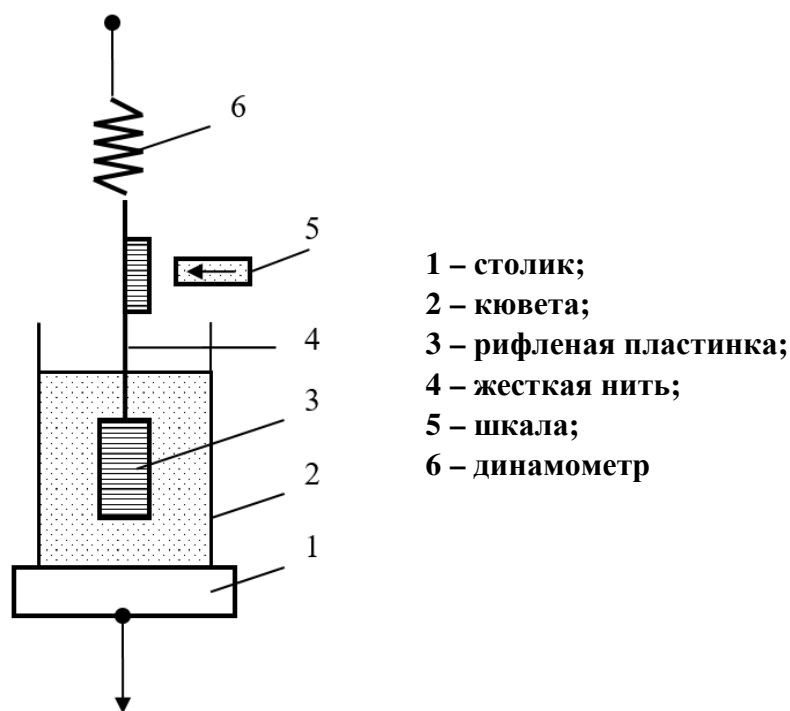 6
5
4
3
2
1
1 – столик;
2 – кювета;
3 – рифленая пластинка;
4 – жесткая нить;
5 – шкала;
6 – динамометр